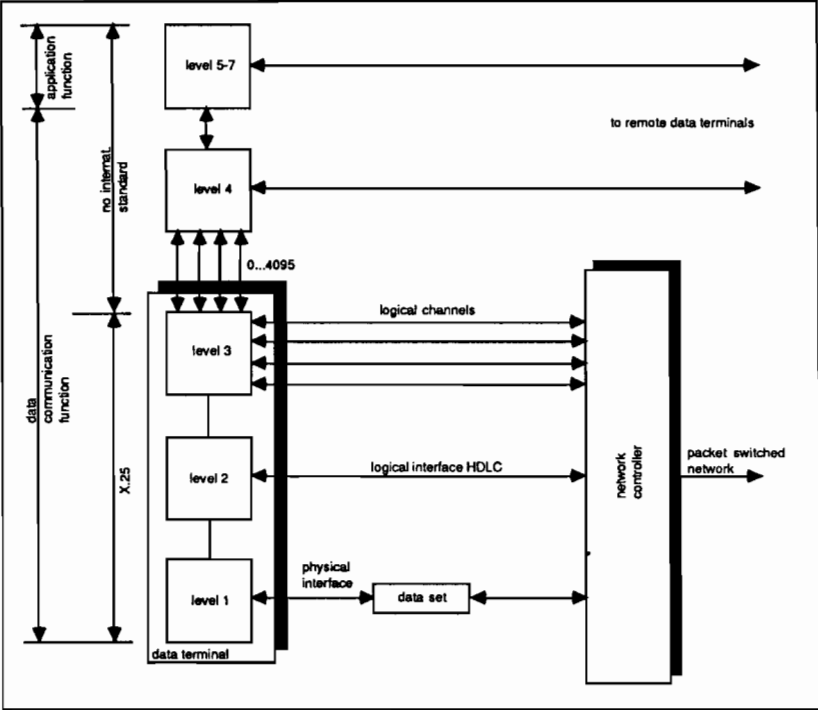 application
function
level 5-7
to remote data terminals
no internat.
standard
level 4
0...4095
logical channels
level 3
data
communication
function
X.25
level 2
logical interface HDLC
network
controller
packet switched
network
level 1
physical
interface
data set
data terminal